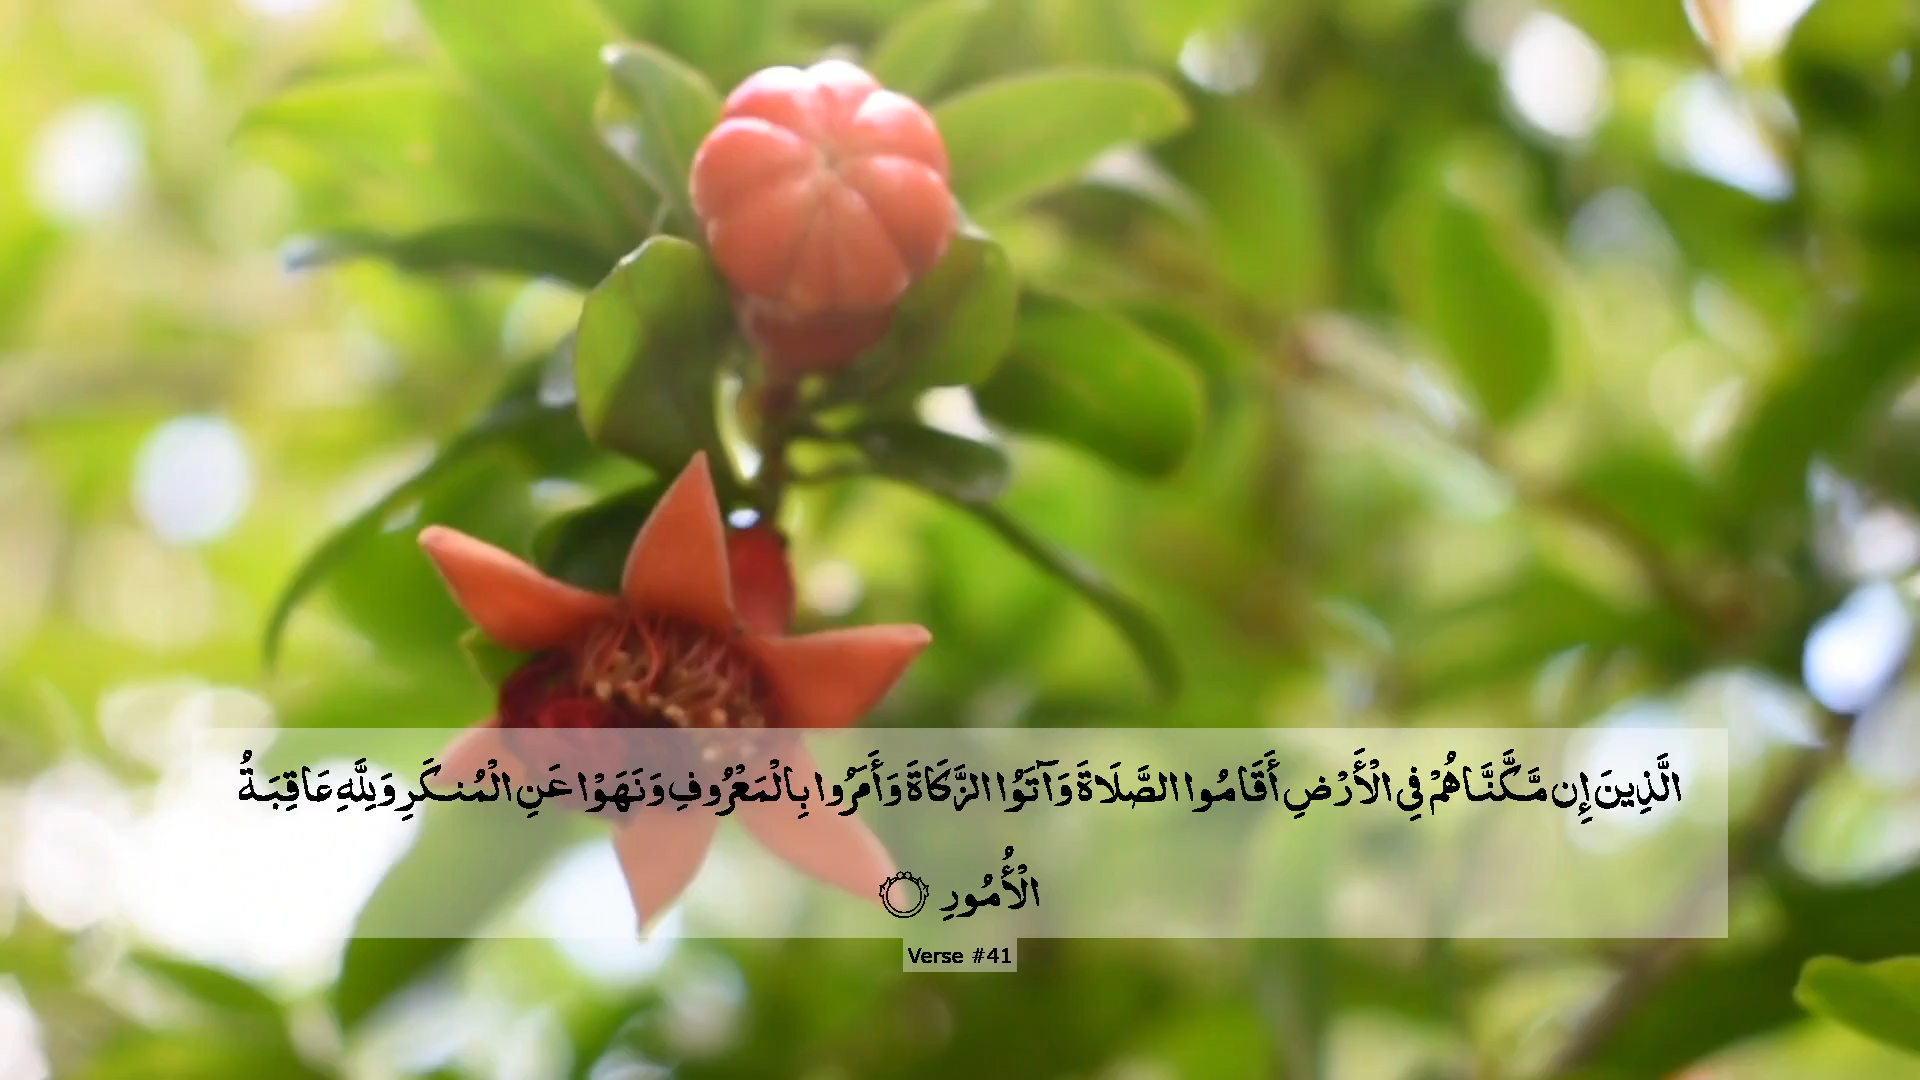 الَّذِينَ إِن مَّكَّنَّاهُمْ فِي الْأَرْضِ أَقَامُوا الصَّلَاةَ وَآتَوُا الزَّكَاةَ وَأَمَرُوا بِالْمَعْرُوفِ وَنَهَوْا عَنِ الْمُنكَرِ وَلِلَّهِ عَاقِبَةُ
الْأُمُورِ ۝
Verse #41